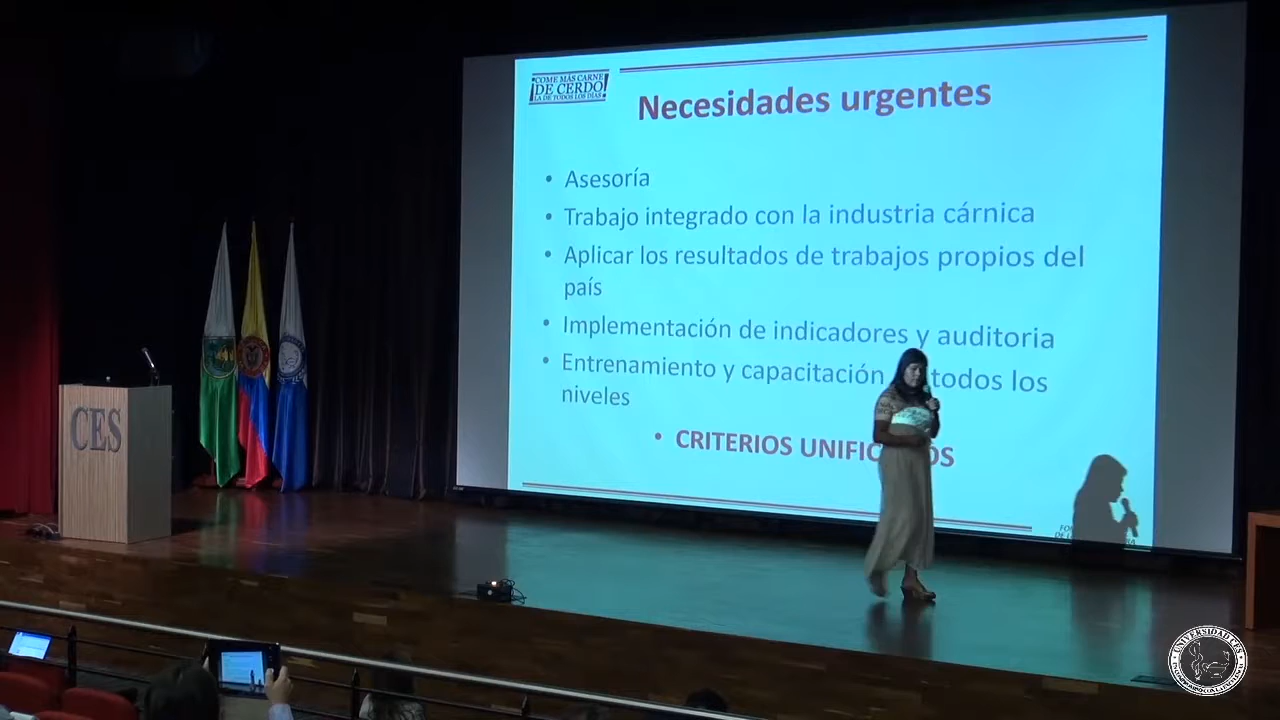 ¡COME MÁS CARNE
DE CERDO!
LA DE TODOS LOS DÍAS
Necesidades urgentes
• Asesoría
• Trabajo integrado con la industria cárnica
• Aplicar los resultados de trabajos propios del
país
• Implementación de indicadores y auditoria
• Entrenamiento y capacitación todos los
niveles
• CRITERIOS UNIFIC OS
CES
UNIVERSIDAD CES